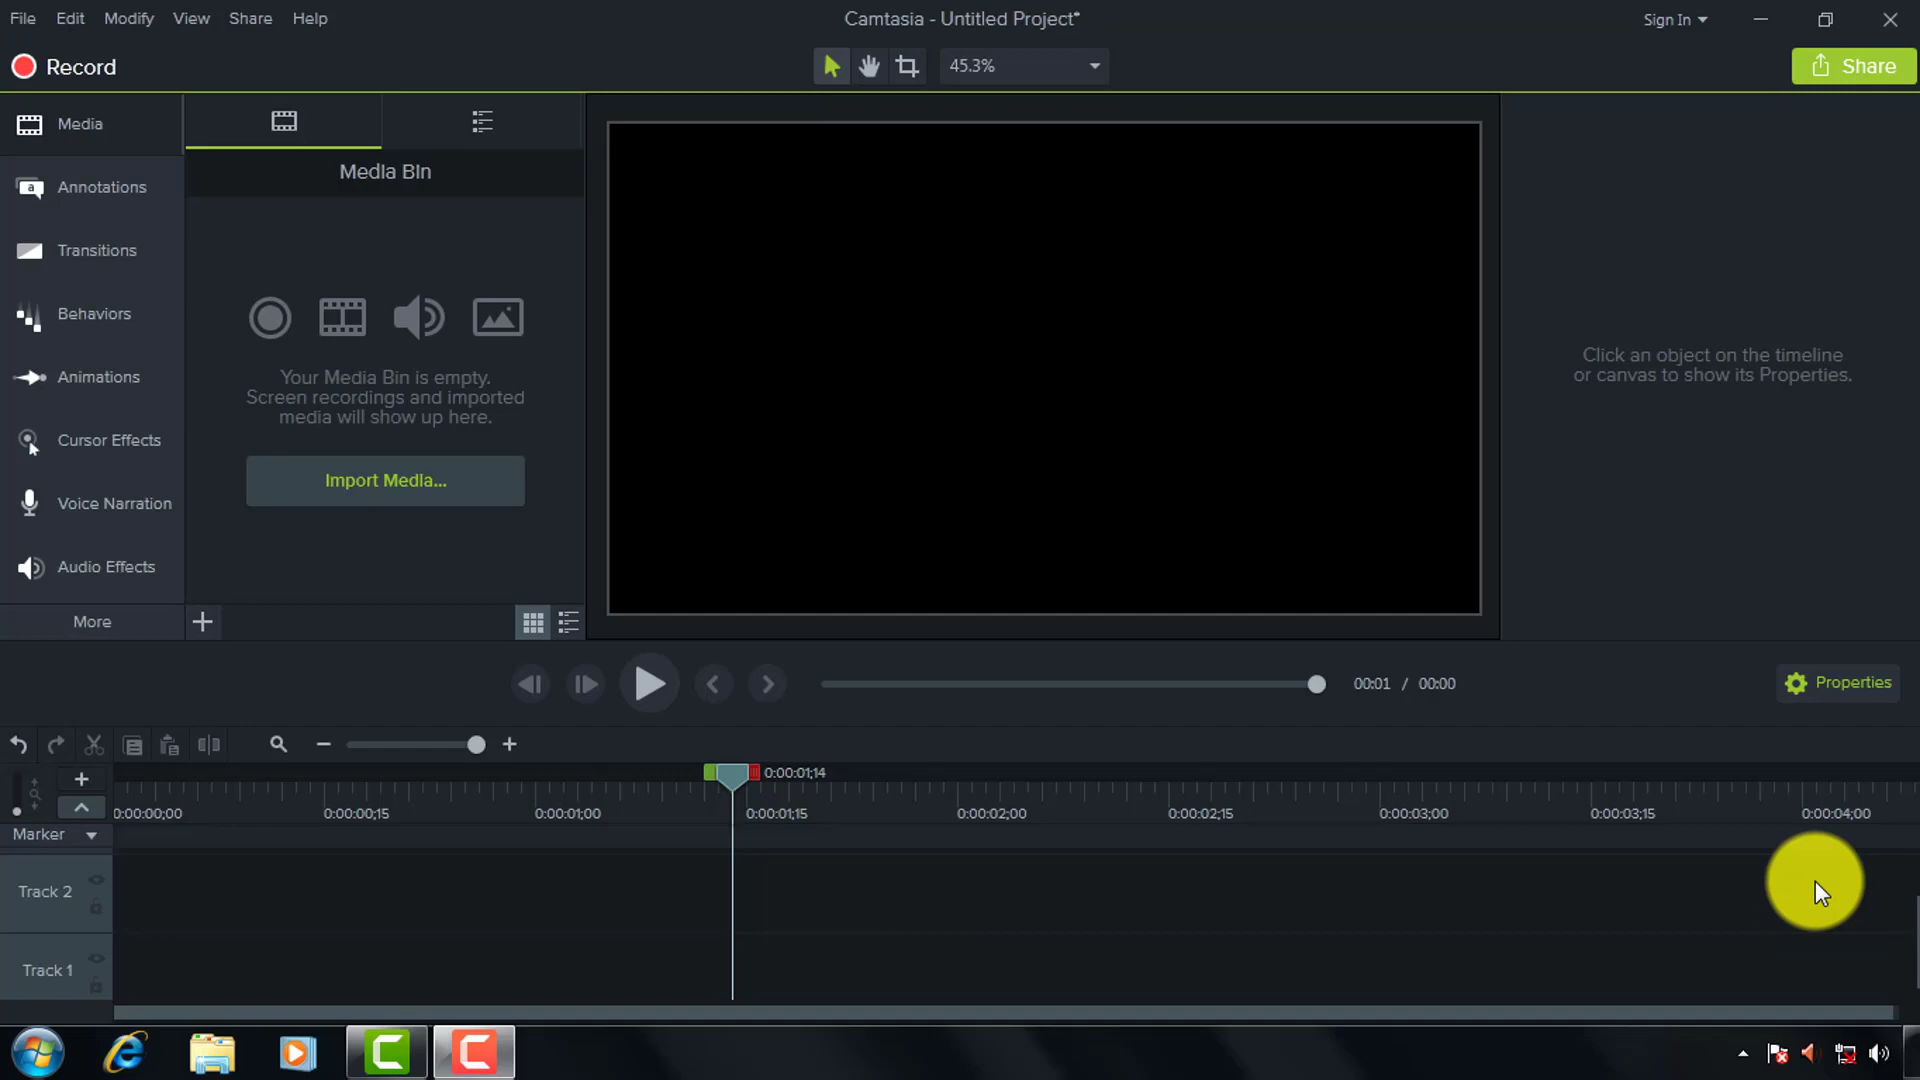 File Edit Modify View Share Help
Camtasia - Untitled Project*
Sign In
Record
45.3%
Share
Media
Annotations
Transitions
Behaviors
Animations
Cursor Effects
Voice Narration
Audio Effects
More
Media Bin
Your Media Bin is empty.
Screen recordings and imported
media will show up here.
Import Media...
Click an object on the timeline
or canvas to show its Properties.
00:01 / 00:00
Properties
0:00:01;14
0:00:00;00 0:00:00;15 0:00:01;00 0:00:01;15 0:00:02;00 0:00:02;15 0:00:03;00 0:00:03;15 0:00:04;00
Marker
Track 2
Track 1